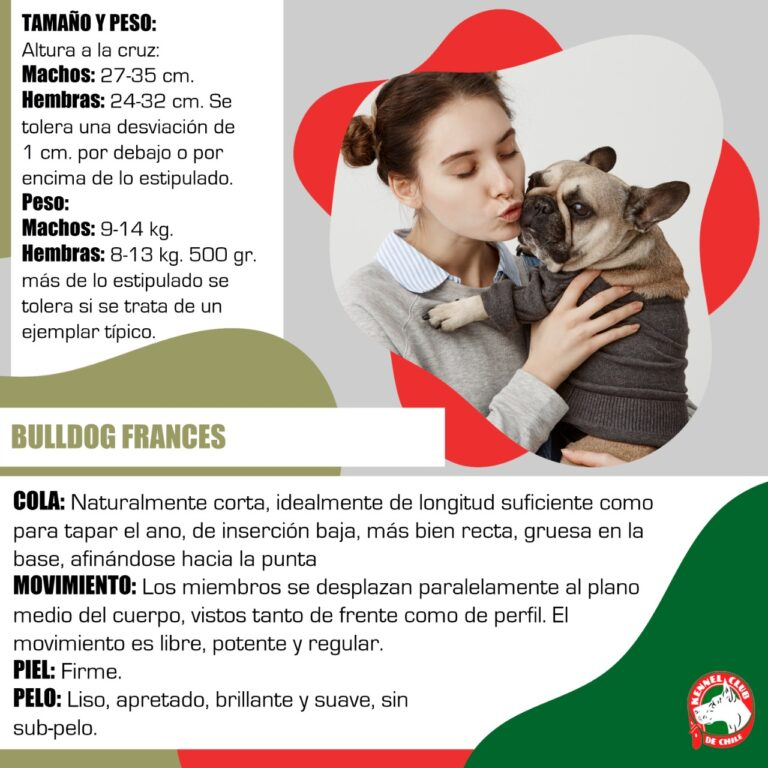 TAMAÑO Y PESO:
Altura a la cruz:
Machos: 27-35 cm.
Hembras: 24-32 cm. Se
tolera una desviación de
1 cm. por debajo o por
encima de lo estipulado.
Peso:
Machos: 9-14 kg.
Hembras: 8-13 kg. 500 gr.
más de lo estipulado se
tolera si se trata de un
ejemplar típico.
BULLDOG FRANCES
COLA: Naturalmente corta, idealmente de longitud suficiente como
para tapar el ano, de inserción baja, más bien recta, gruesa en la
base, afinándose hacia la punta
MOVIMIENTO: Los miembros se desplazan paralelamente al plano
medio del cuerpo, vistos tanto de frente como de perfil. El
movimiento es libre, potente y regular.
PIEL: Firme.
PELO: Liso, apretado, brillante y suave, sin
sub-pelo.
KENNEL CLUB
DE CHILE